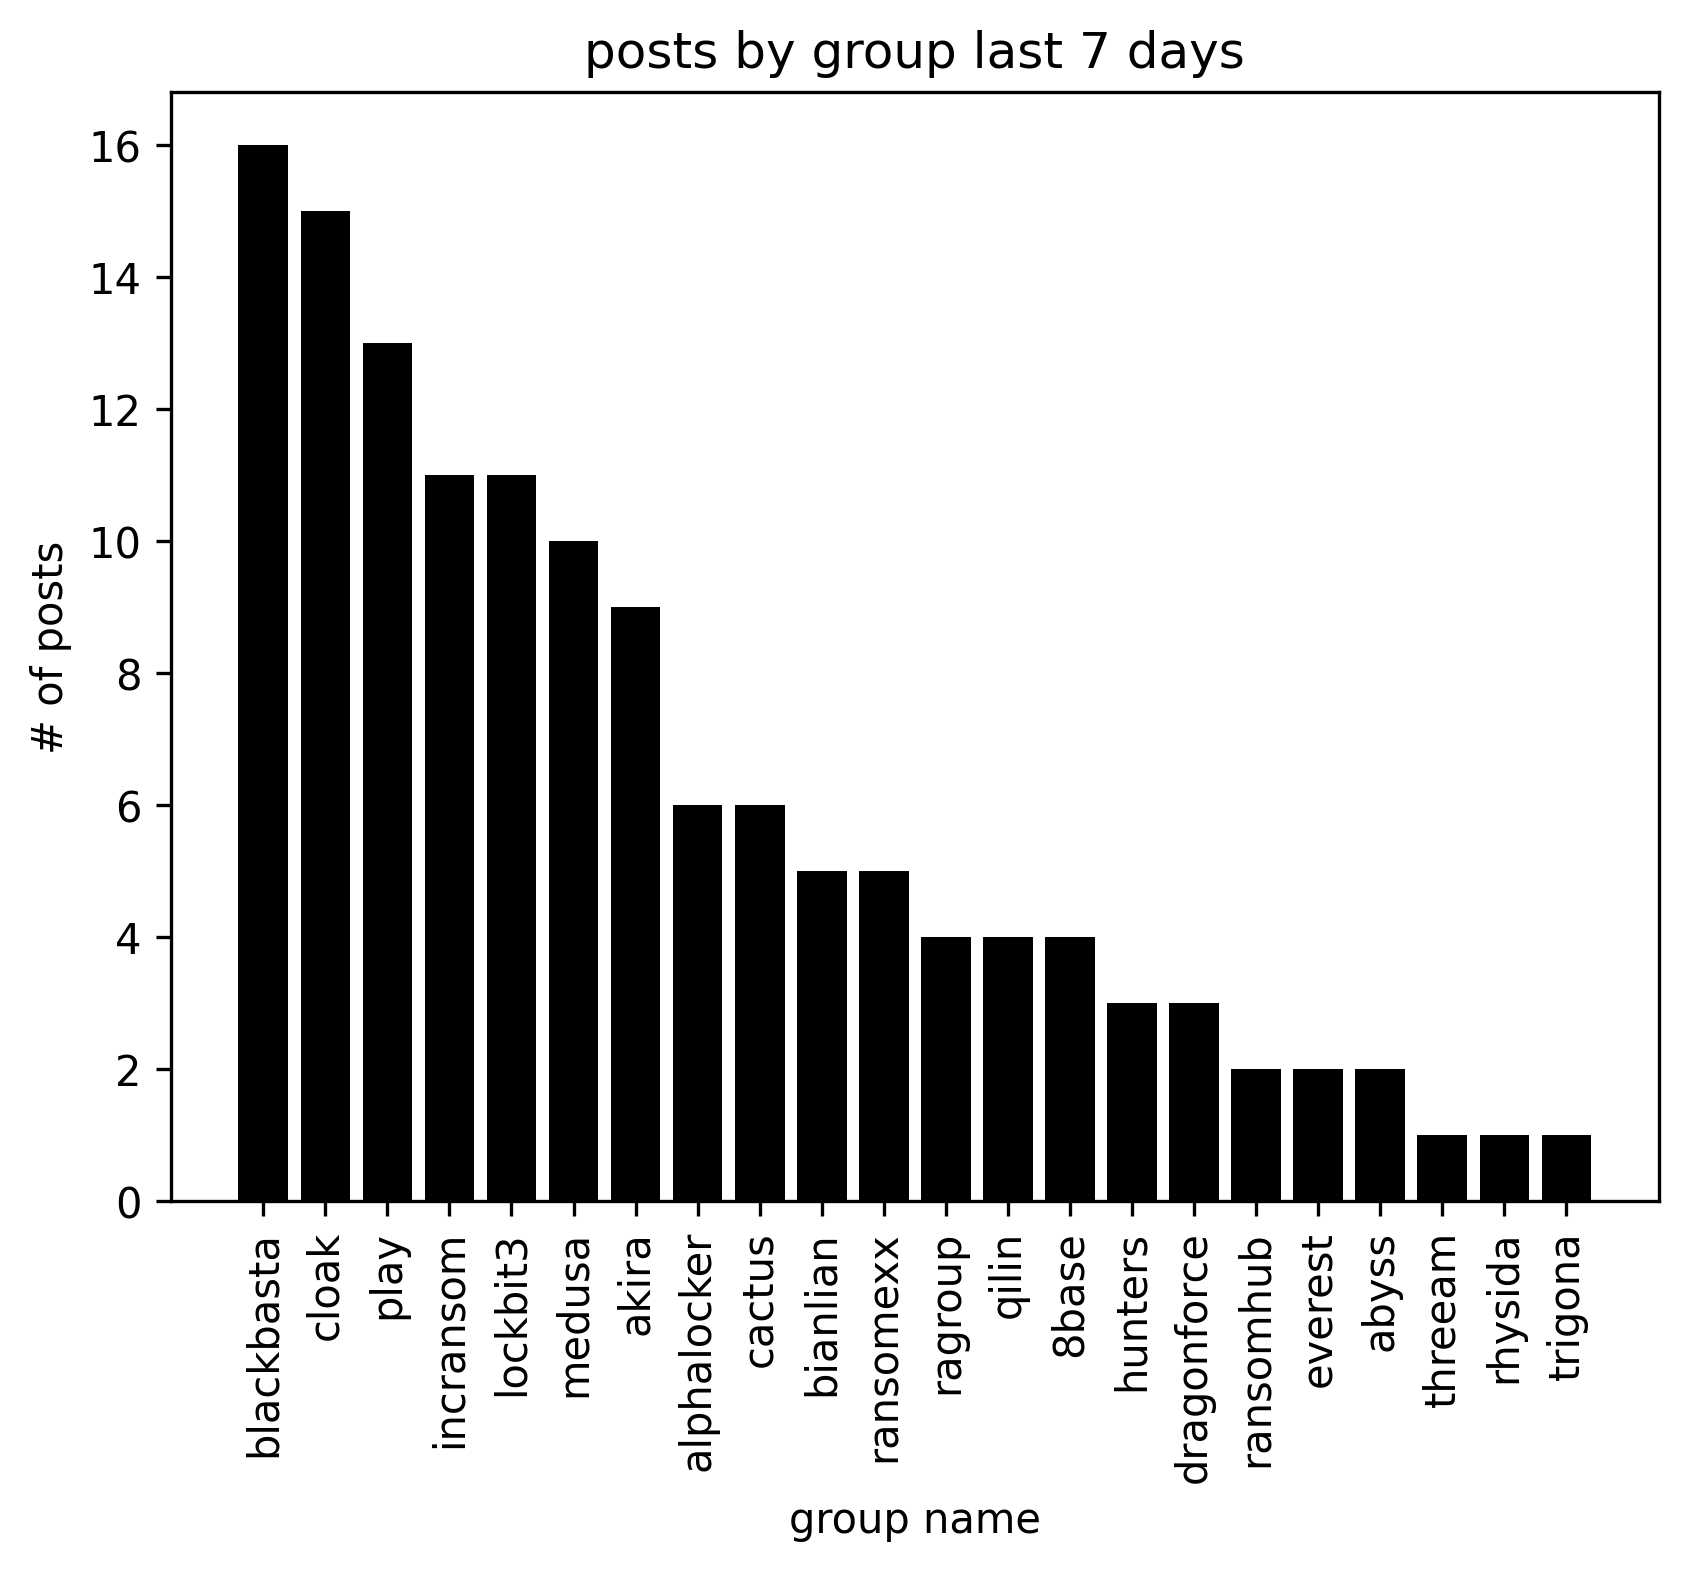 posts by group last 7 days
16
14
12
10
8
6
4
2
0
# of posts
blackbasta
cloak
play
incransom
lockbit3
medusa
akira
alphalocker
cactus
bianlian
ransomexx
ragroup
qilin
8base
hunters
dragonforce
ransomhub
everest
abyss
threeam
rhysida
trigona
group name